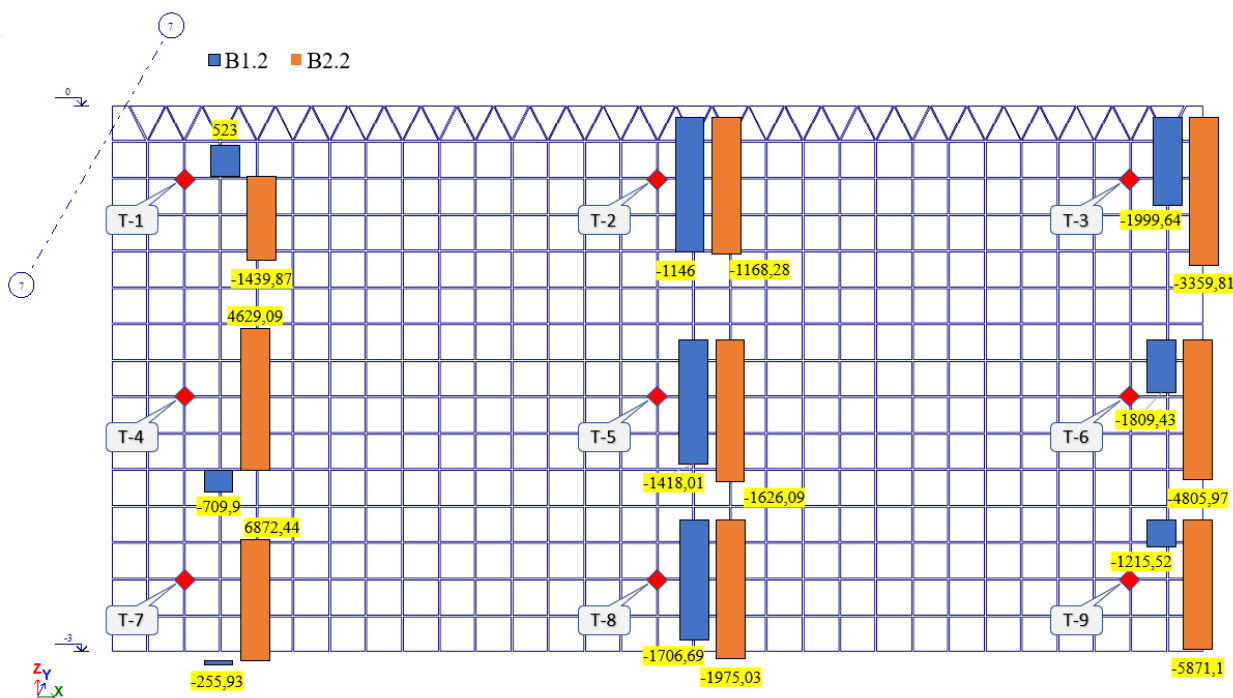 7
B1.2 B2.2
0
523
T-1
T-2
T-3
-1999,64
-1439,87
-1146
-1168,28
-3359,81
7
4629,09
T-4
T-5
T-6
-1809,43
-1418,01
-1626,09
-4805,97
-709,9
6872,44
-1215,52
T-7
T-8
T-9
-3
-1706,69
-1975,03
-5871,1
-255,93
Z
Y
X